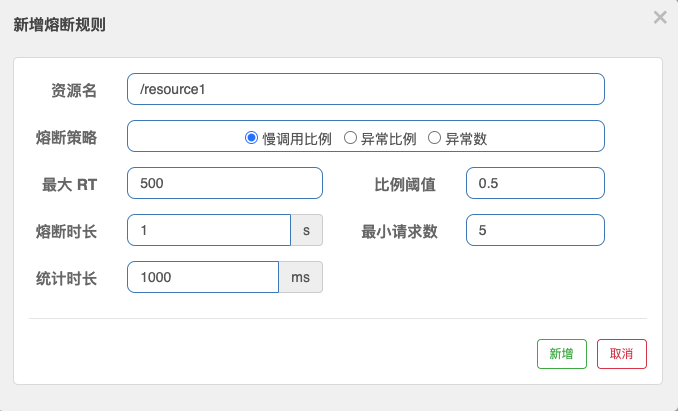 新增熔断规则
×
资源名 /resource1
熔断策略 慢调用比例 异常比例 异常数
最大 RT 500 比例阈值 0.5
熔断时长 1 s 最小请求数 5
统计时长 1000 ms
新增 取消